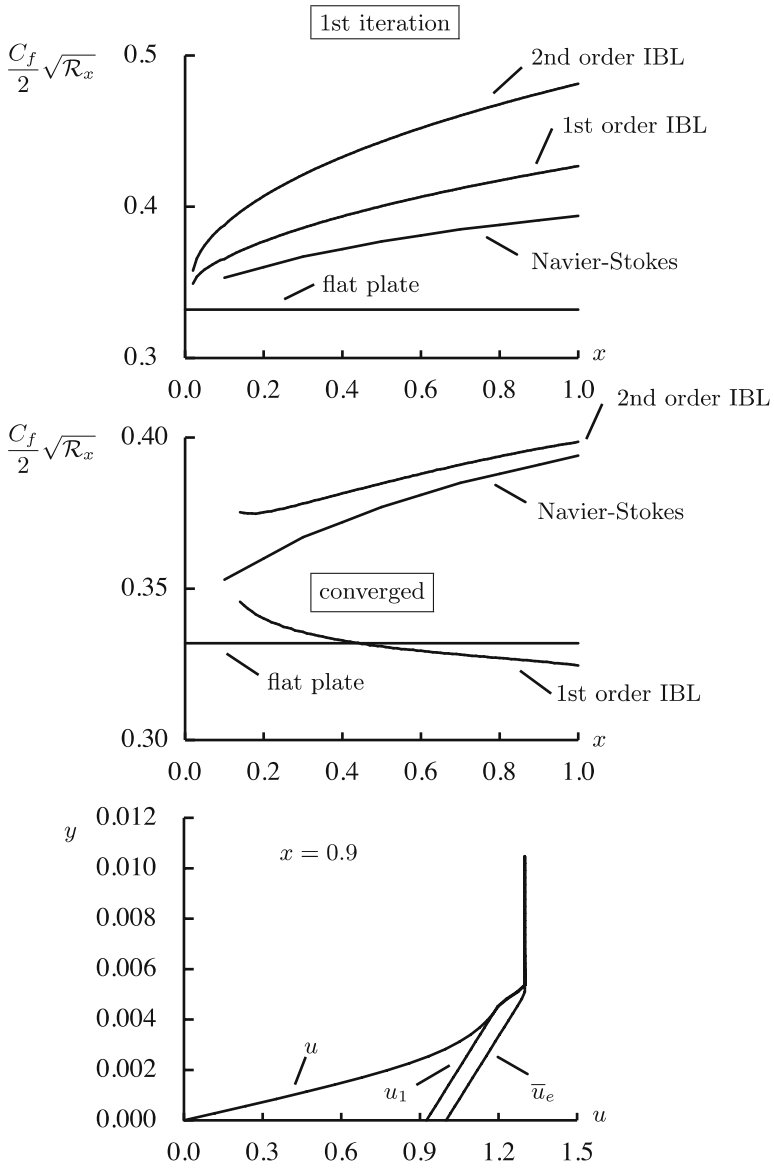 1st iteration
C_f/2 √R_x
0.5
0.4
0.3
2nd order IBL
1st order IBL
Navier-Stokes
flat plate
x
0.0 0.2 0.4 0.6 0.8 1.0
C_f/2 √R_x
0.40
0.35
0.30
2nd order IBL
Navier-Stokes
converged
flat plate
1st order IBL
x
0.0 0.2 0.4 0.6 0.8 1.0
y
0.012
0.010
0.008
0.006
0.004
0.002
0.000
x = 0.9
u
u₁
u̅ₑ
u
0.0 0.3 0.6 0.9 1.2 1.5